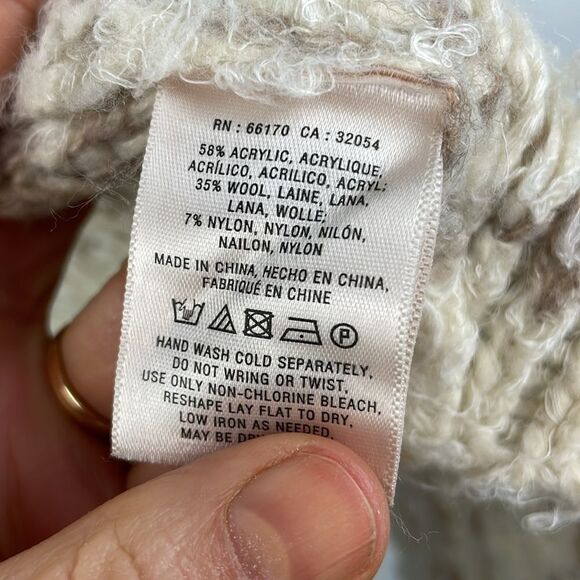 RN : 66170 CA : 32054
58% ACRYLIC, ACRYLIQUE,
ACRÍLICO, ACRILICO, ACRYL;
35% WOOL, LAINE, LANA,
LANA, WOLLE;
7% NYLON, NYLON, NILÓN,
NAILON, NYLON
MADE IN CHINA, HECHO EN CHINA,
FABRIQUÉ EN CHINE
P
HAND WASH COLD SEPARATELY,
DO NOT WRING OR TWIST,
USE ONLY NON-CHLORINE BLEACH,
RESHAPE LAY FLAT TO DRY,
LOW IRON AS NEEDED,
MAY BE